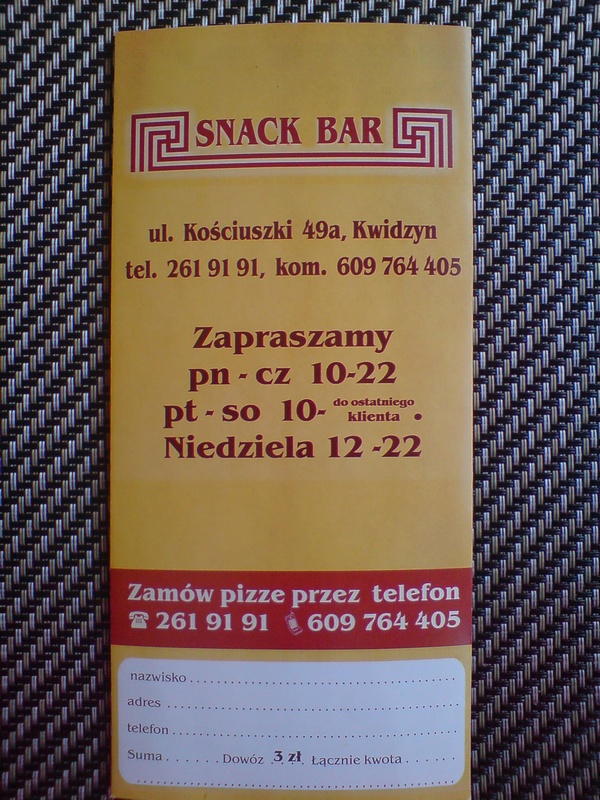 SNACK BAR
ul. Kościuszki 49a, Kwidzyn
tel. 261 91 91, kom. 609 764 405
Zapraszamy
pn - cz 10-22
pt - so 10- do ostatniego klienta .
Niedziela 12 -22
Zamów pizze przez telefon
☎ 261 91 91 609 764 405
nazwisko
adres
telefon
Suma Dowóz 3 zł Łącznie kwota